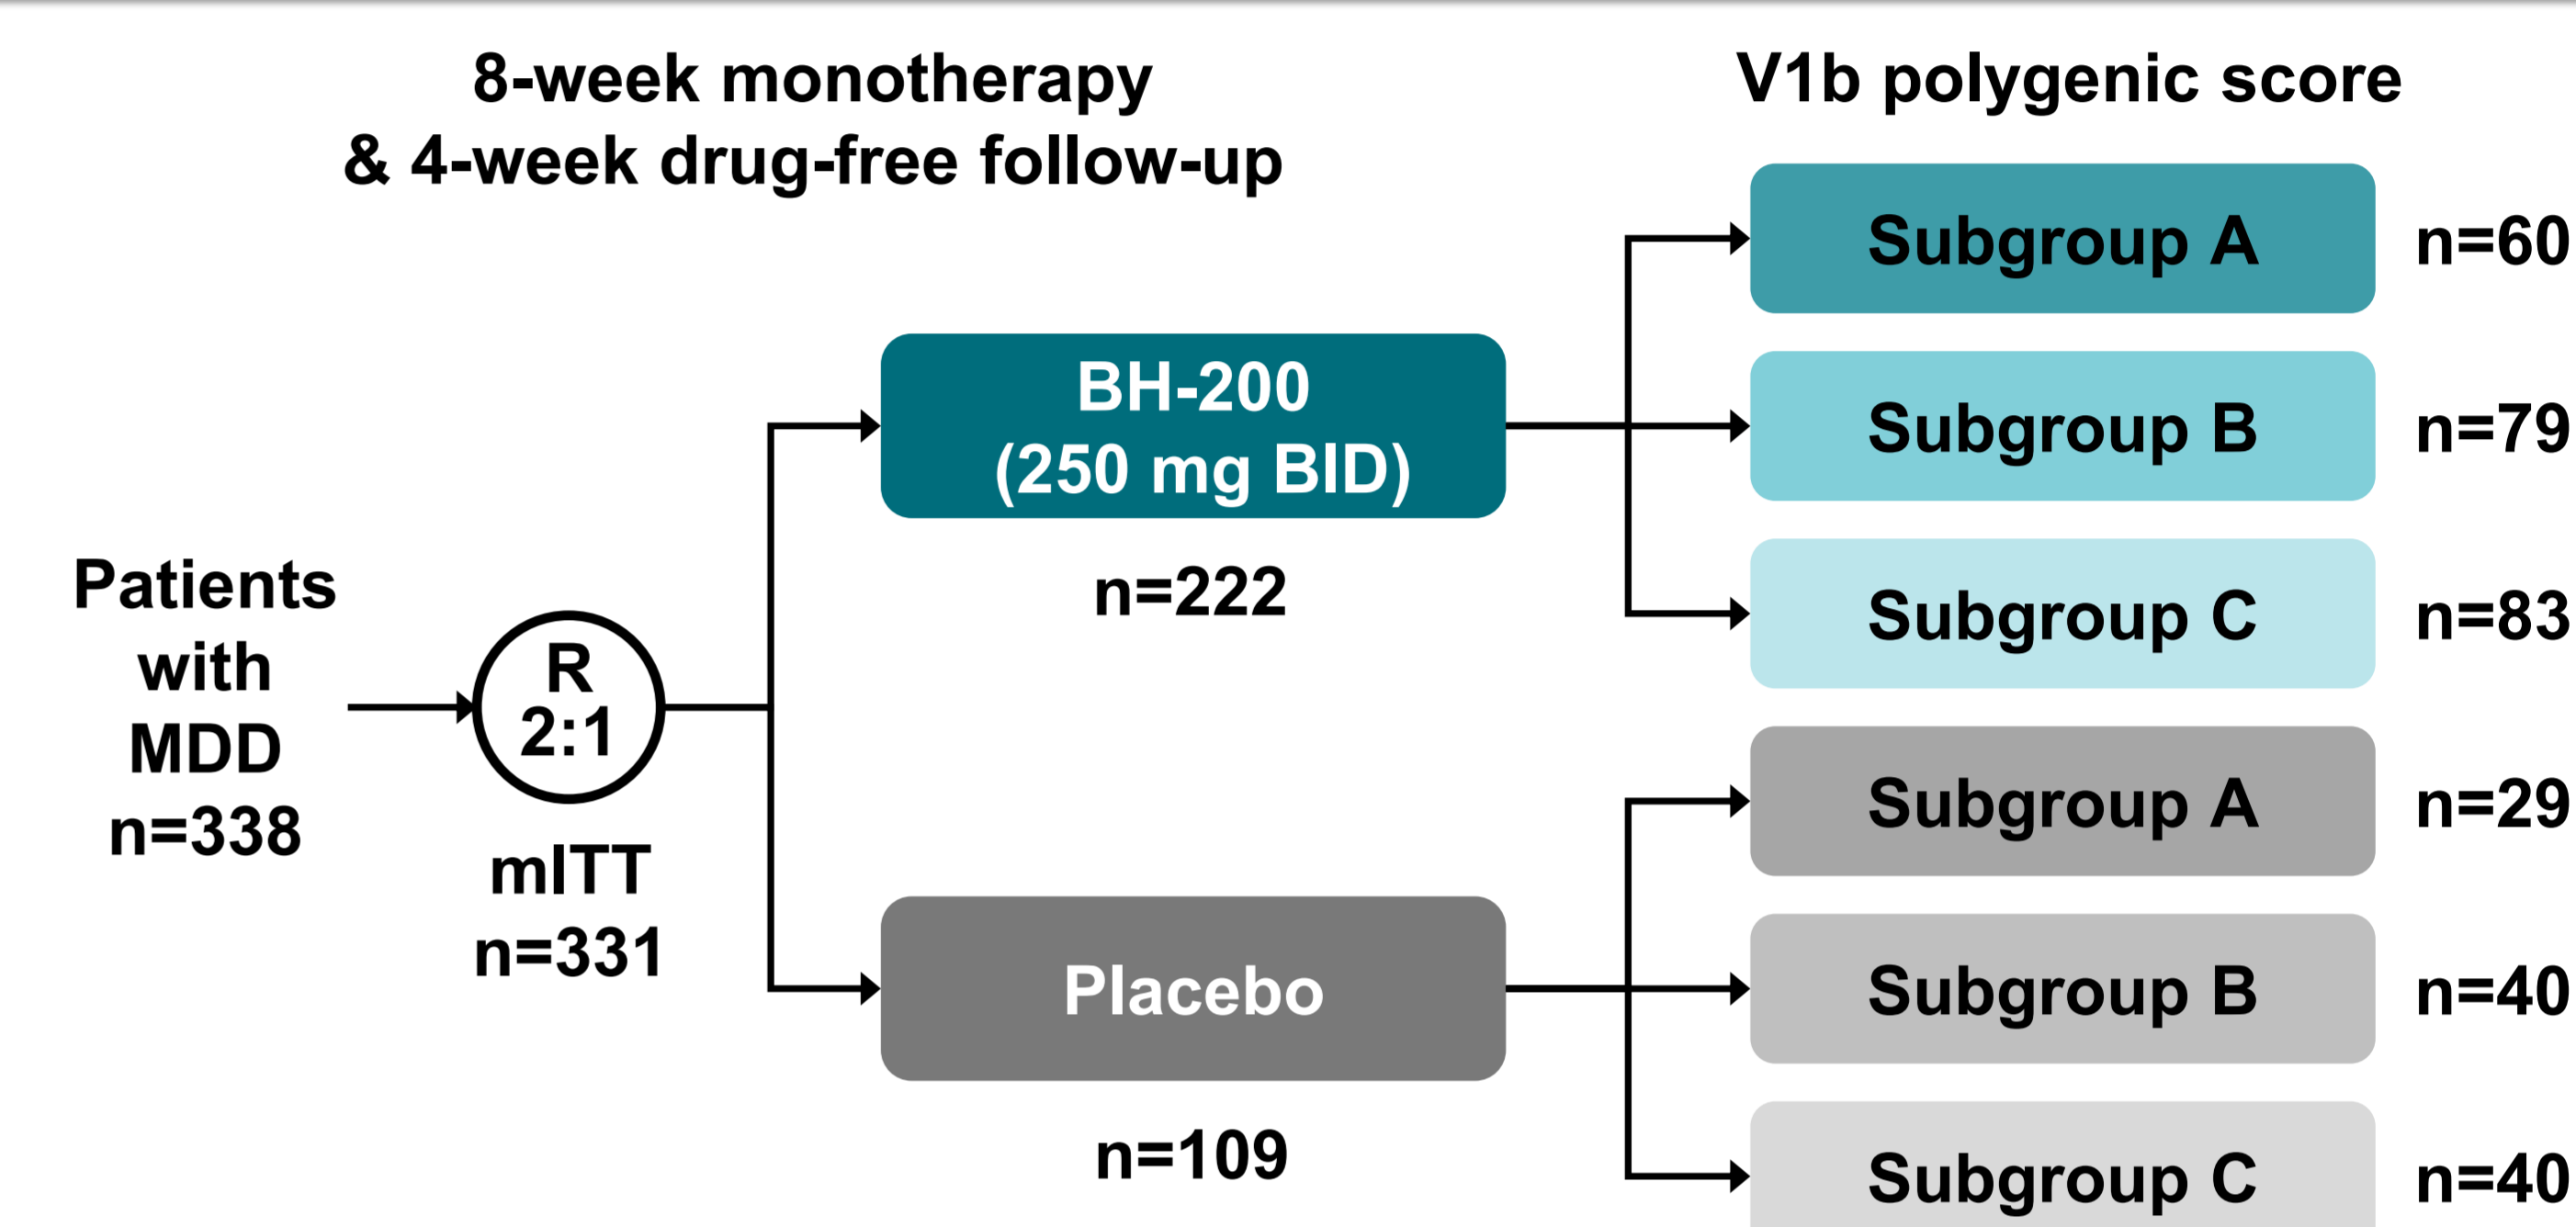 8-week monotherapy
& 4-week drug-free follow-up
V1b polygenic score
Patients
with
MDD
n=338
R
2:1
mITT
n=331
BH-200
(250 mg BID)
n=222
Subgroup A
n=60
Subgroup B
n=79
Subgroup C
n=83
Placebo
n=109
Subgroup A
n=29
Subgroup B
n=40
Subgroup C
n=40